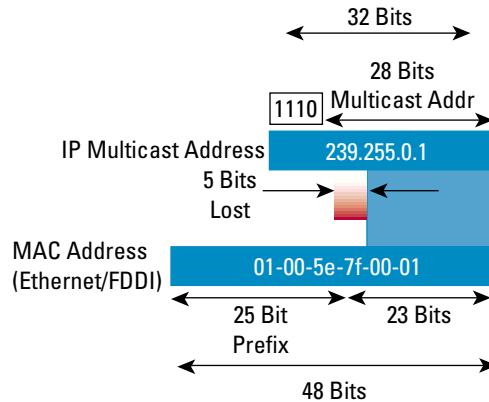 32 Bits
28 Bits
1110
Multicast Addr
IP Multicast Address
239.255.0.1
5 Bits
Lost
MAC Address
(Ethernet/FDDI)
01-00-5e-7f-00-01
25 Bit
Prefix
23 Bits
48 Bits